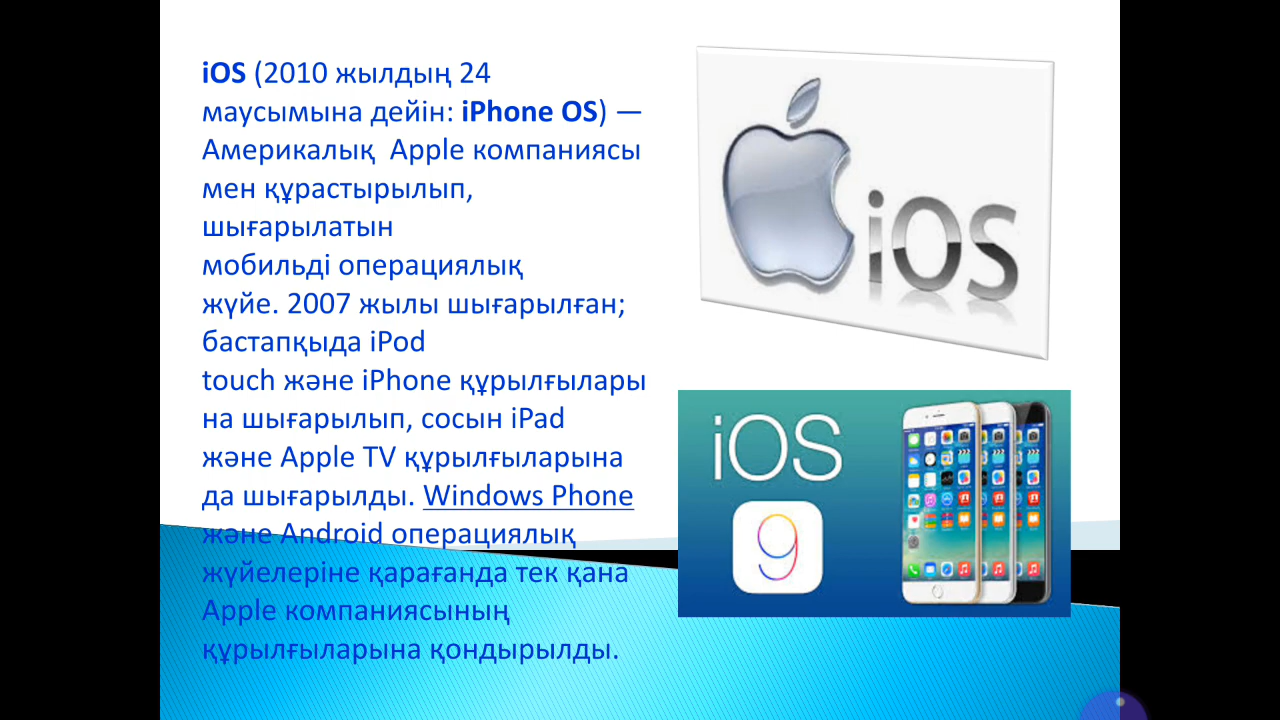 iOS (2010 жылдың 24
маусымына дейін: iPhone OS) —
Америкалық  Apple компаниясы
мен құрастырылып,
шығарылатын
мобильді операциялық
жүйе. 2007 жылы шығарылған;
бастапқыда iPod
touch және iPhone құрылғылары
на шығарылып, сосын iPad
және Apple TV құрылғыларына
да шығарылды. Windows Phone
және Android операциялық
жүйелеріне қарағанда тек қана
Apple компаниясының
құрылғыларына қондырылды.
iOS
iOS
9